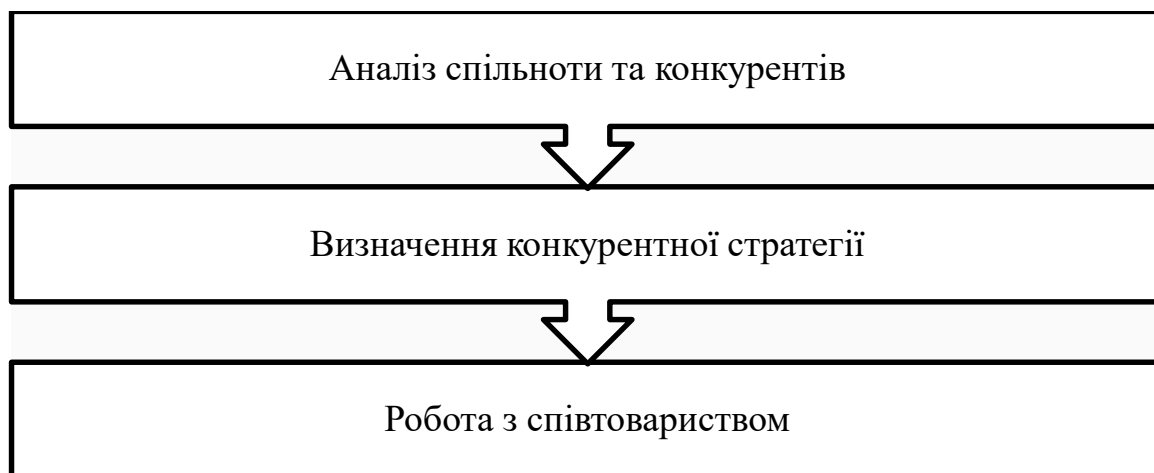 Аналіз спільноти та конкурентів
Визначення конкурентної стратегії
Робота з співтовариством